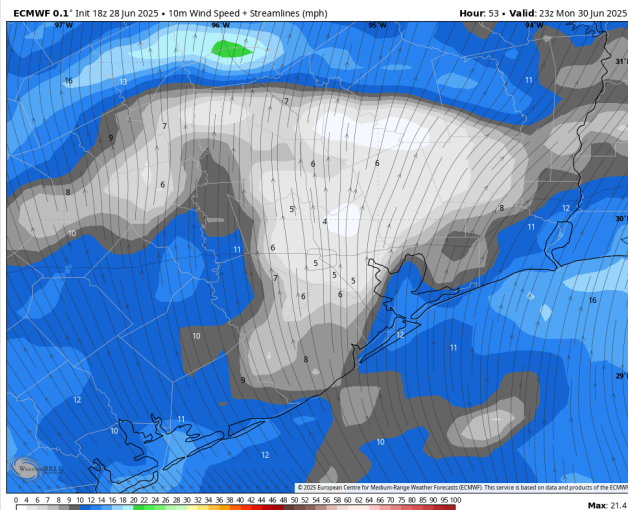 ECMWF 0.1° Init 18z 28 Jun 2025 • 10m Wind Speed + Streamlines (mph) Hour: 53 • Valid: 23z Mon 30 Jun 2025
97°W 96°W 95°W 94°W
31°
16 13 11
7
9 7
6 6
6
8 5 8 12
4 30°
10 11 11
6
5
7 5 5
6 6 16
12
10 11
8
29°
9
12
11
10
10
12
WeatherBELL
© 2025 European Centre for Medium-Range Weather Forecasts (ECMWF). This service is based on data and products of the ECMWF
0 4 6 7 8 9 10 12 14 16 18 20 22 24 26 28 30 32 34 36 38 40 42 44 46 48 50 52 54 56 58 60 62 64 66 70 75 80 85 90 95 100
Max: 21.4